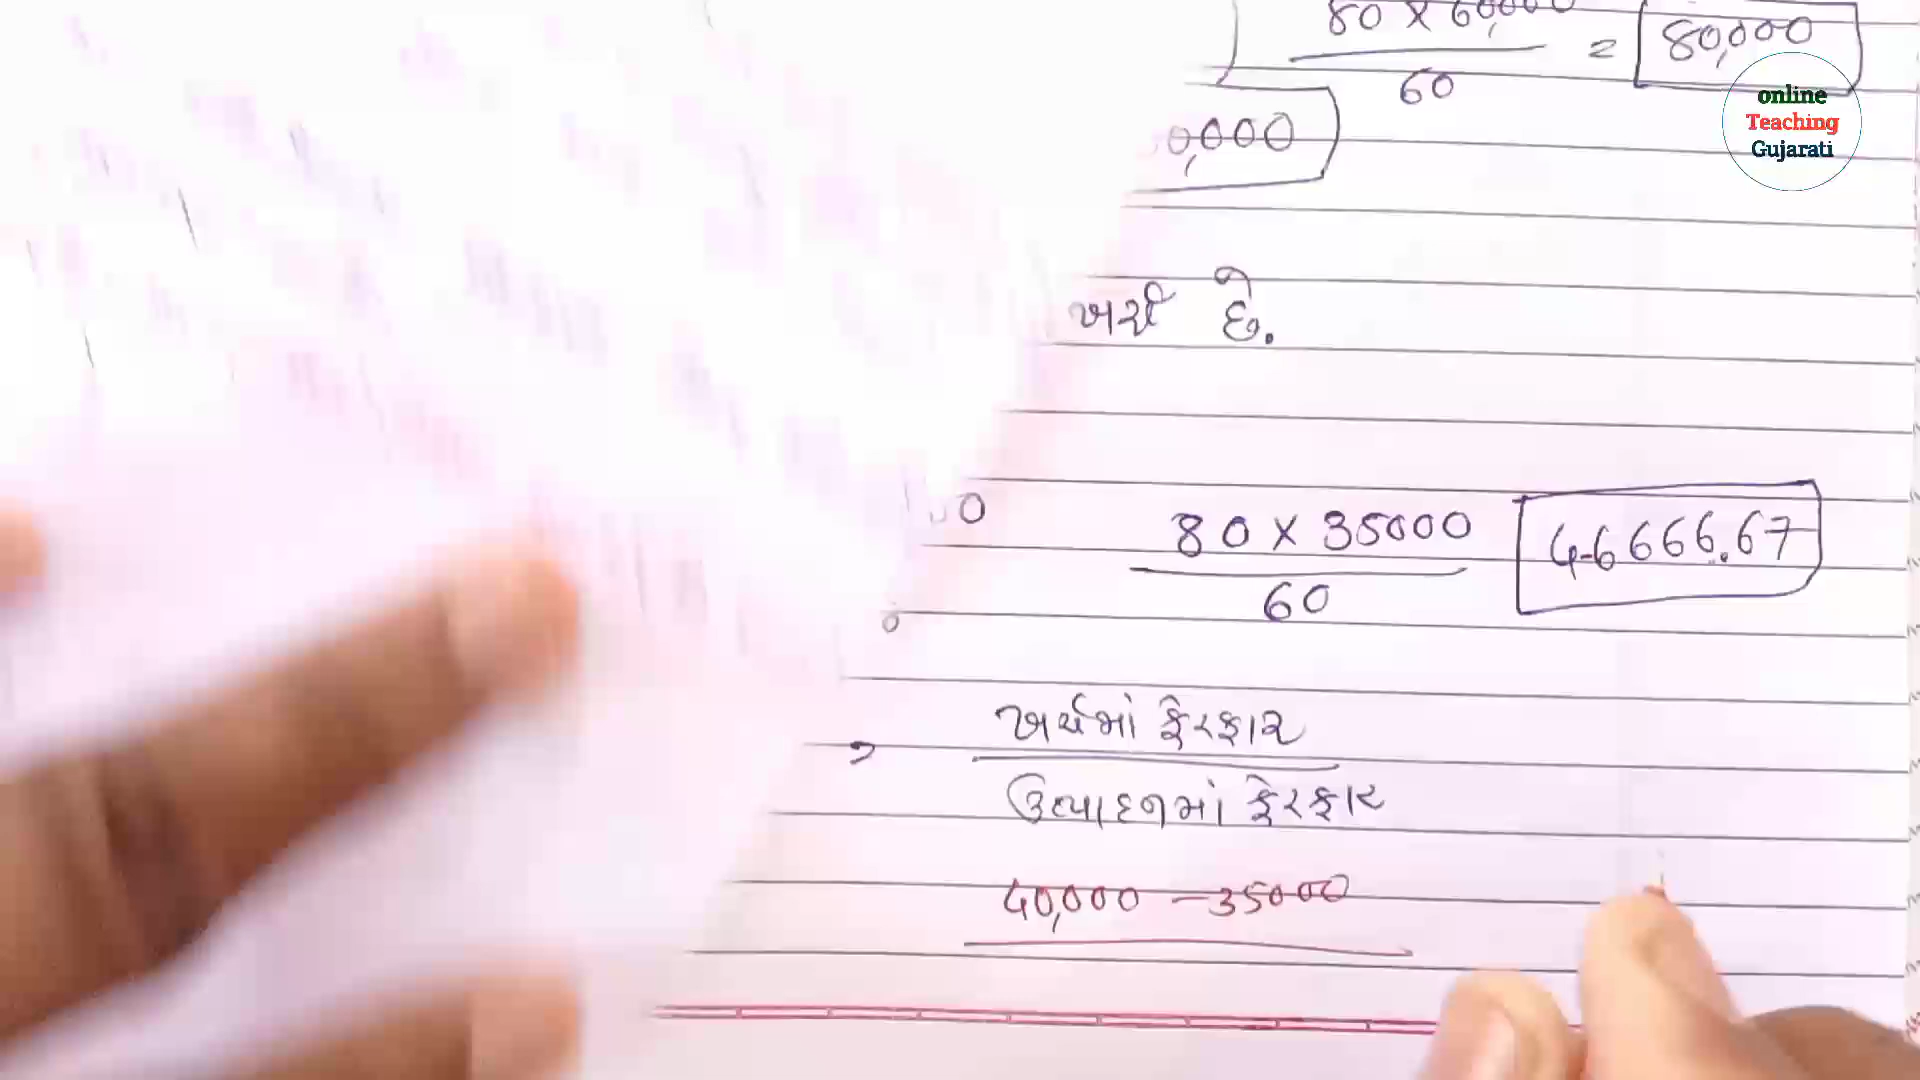 80 × 60,000
= 80,000
60
online
Teaching
Gujarati
0,000
ખર્ચ છે.
0
80 × 35000
46666.67
60
ખર્ચમાં ફેરફાર
ઉત્પાદનમાં ફેરફાર
40,000 - 35000